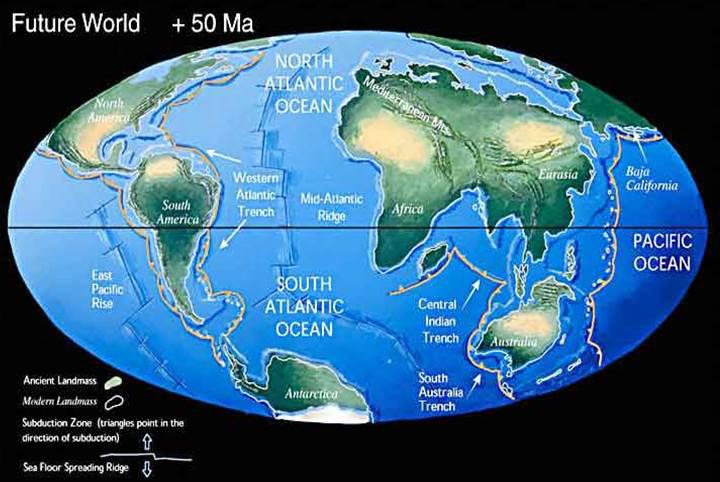 Future World + 50 Ma
NORTH
ATLANTIC
OCEAN
North
America
Mediterranean Mts.
Western
Atlantic
Trench
Mid-Atlantic
Ridge
South
America
Africa
Eurasia
Baja
California
PACIFIC
OCEAN
East
Pacific
Rise
SOUTH
ATLANTIC
OCEAN
Central
Indian
Trench
Australia
South
Australia
Trench
Antarctica
Ancient Landmass
Modern Landmass
Subduction Zone (triangles point in the
direction of subduction)
Sea Floor Spreading Ridge